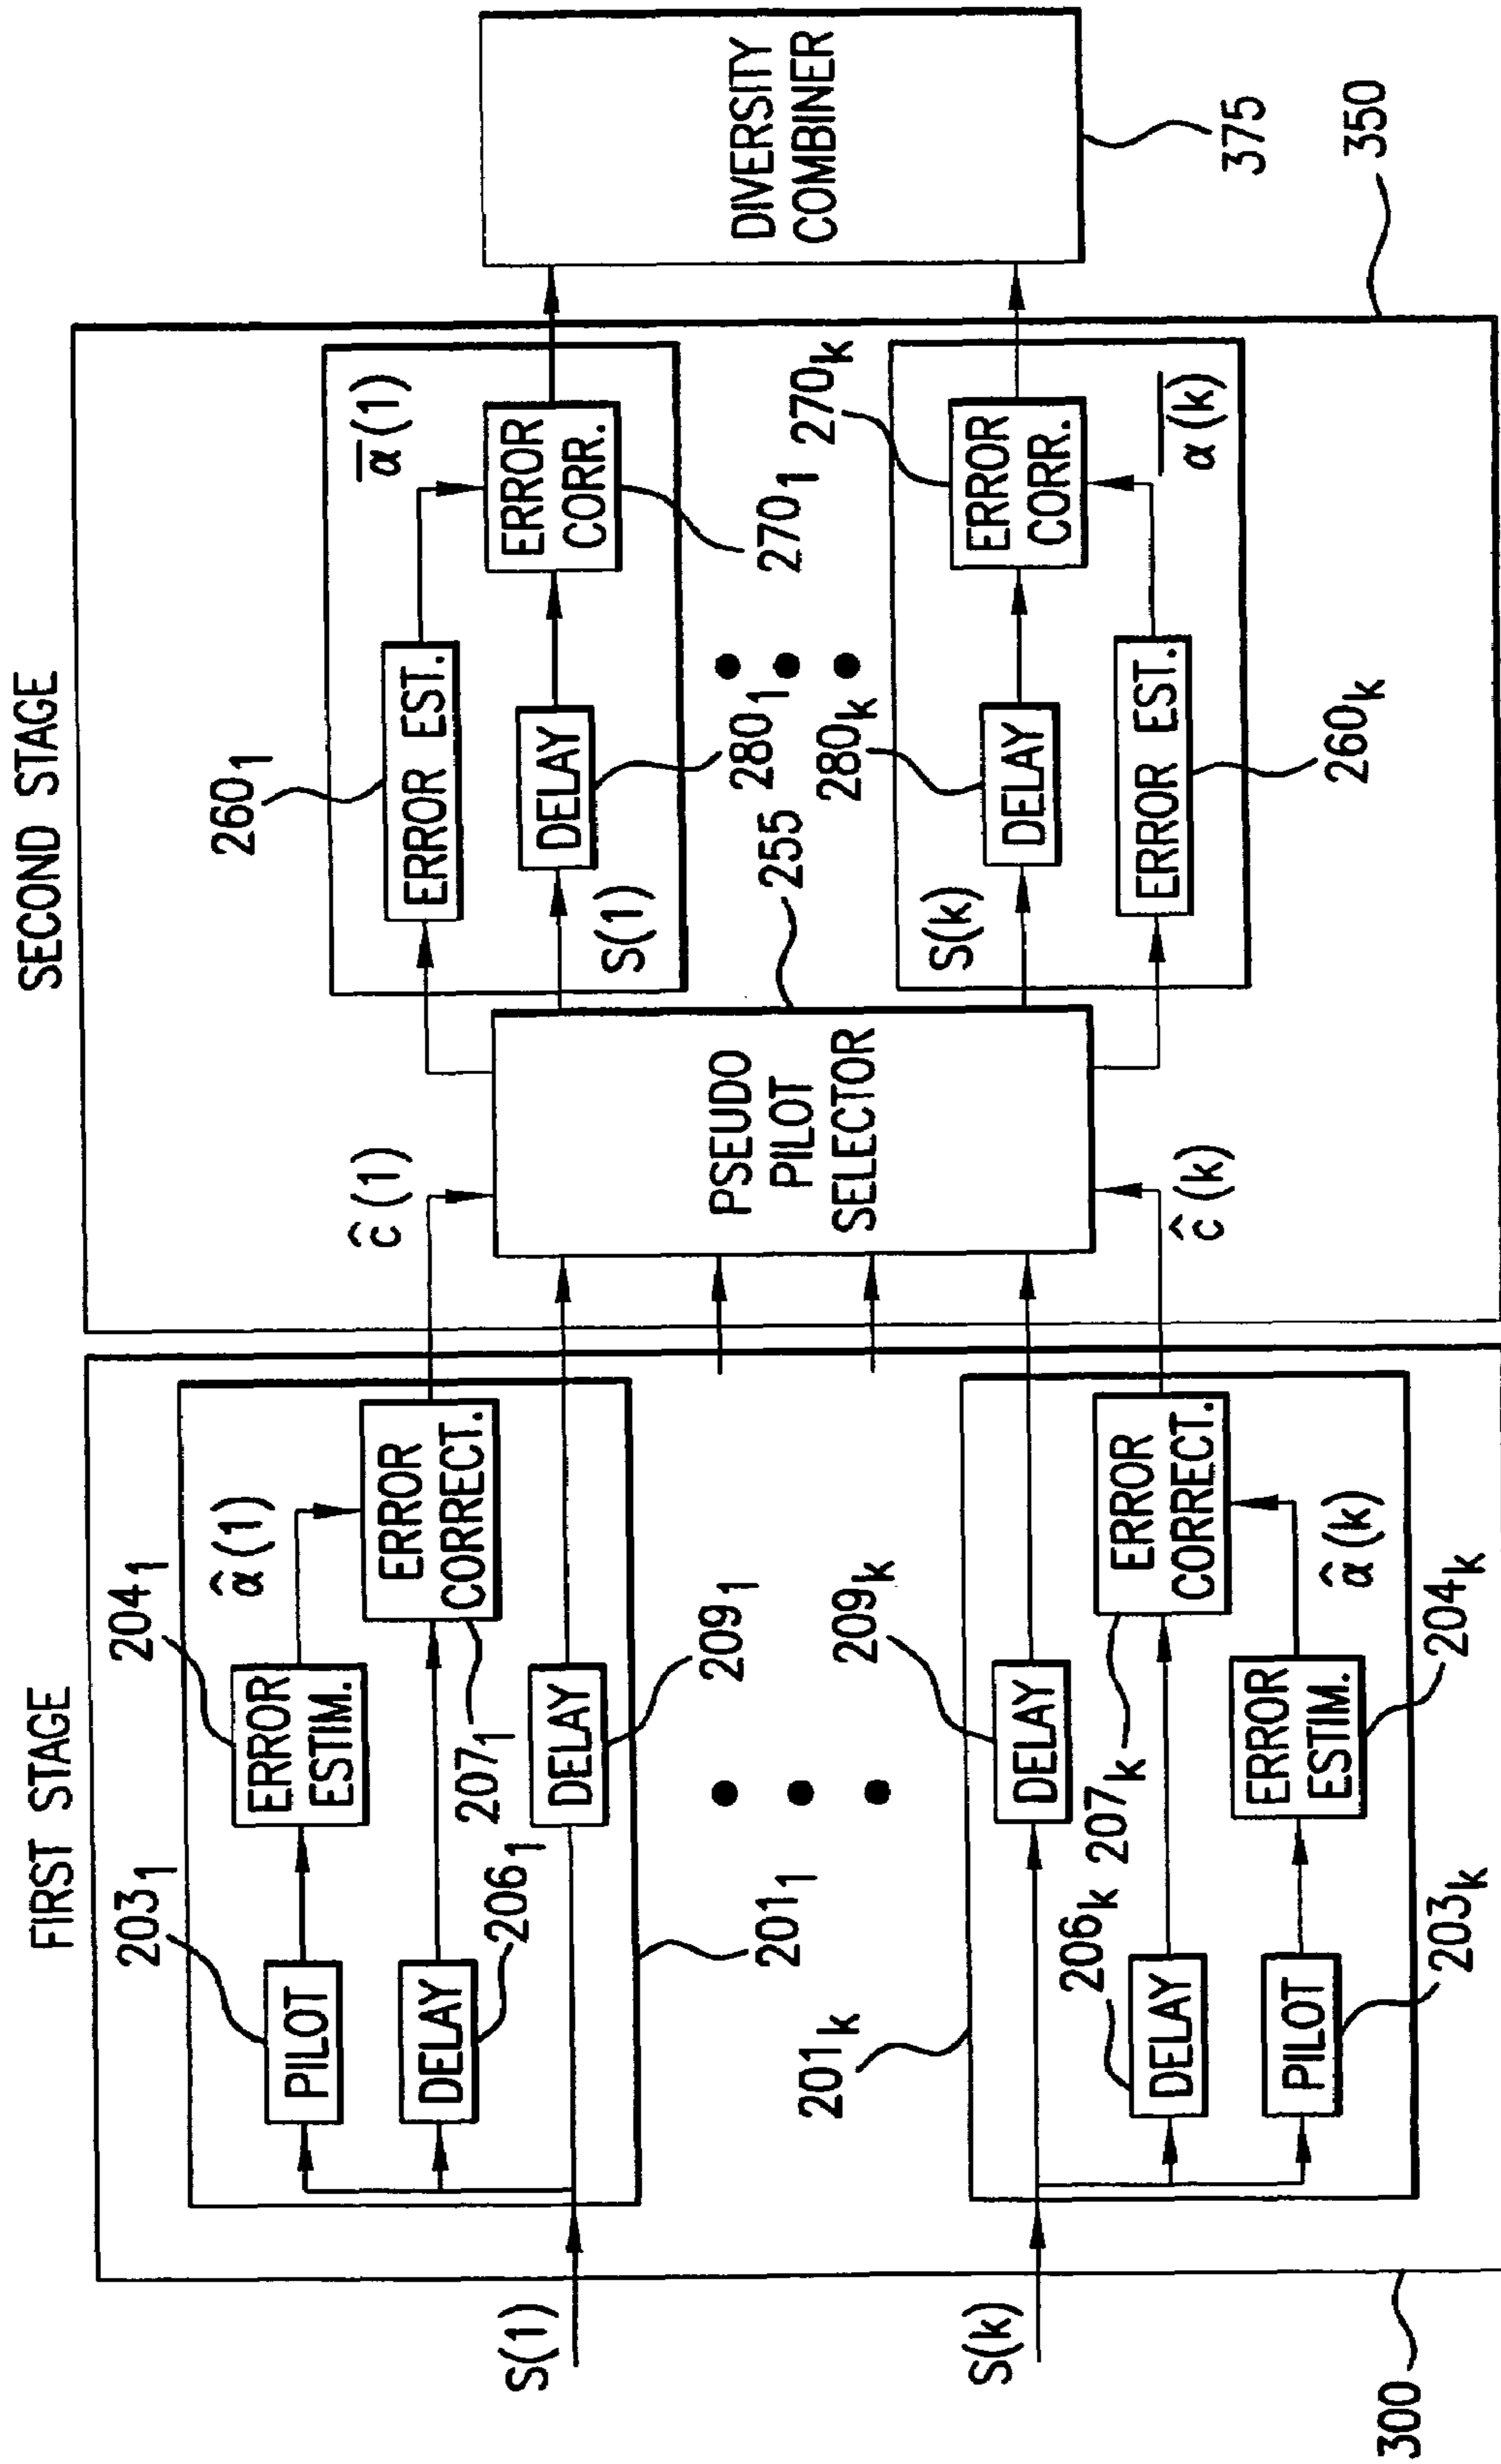 FIRST STAGE
203₁
204₁
α̂(1)
PILOT
ERROR
ESTIM.
DELAY
ERROR
CORRECT.
206₁
207₁
DELAY
209₁
S(1)
201₁
201ₖ
209ₖ
DELAY
S(k)
206ₖ
207ₖ
DELAY
ERROR
CORRECT.
PILOT
ERROR
ESTIM.
α̂(k)
203ₖ
204ₖ
300
SECOND STAGE
ĉ(1)
260₁
ᾱ(1)
ERROR EST.
ERROR
CORR.
DELAY
S(1)
280₁
270₁
PSEUDO
PILOT
SELECTOR
255
280ₖ
270ₖ
S(k)
DELAY
ERROR
CORR.
ERROR EST.
α̅(̅k̅)̅
ĉ(k)
260ₖ
350
DIVERSITY
COMBINER
375